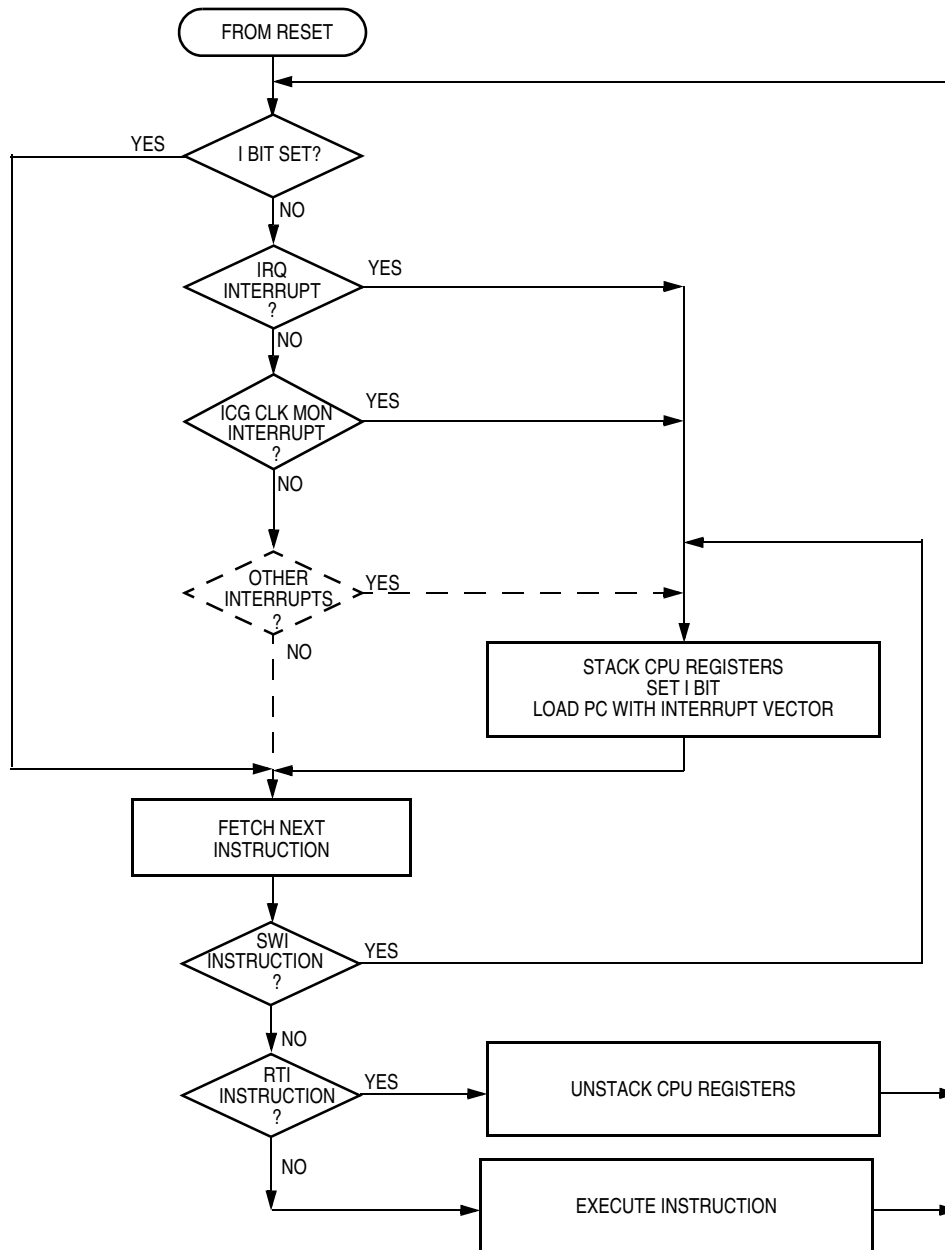 FROM RESET
YES
I BIT SET?
NO
IRQ
INTERRUPT
?
YES
NO
ICG CLK MON
INTERRUPT
?
YES
NO
OTHER
INTERRUPTS
?
YES
NO
STACK CPU REGISTERS
SET I BIT
LOAD PC WITH INTERRUPT VECTOR
FETCH NEXT
INSTRUCTION
SWI
INSTRUCTION
?
YES
NO
RTI
INSTRUCTION
?
YES
UNSTACK CPU REGISTERS
NO
EXECUTE INSTRUCTION